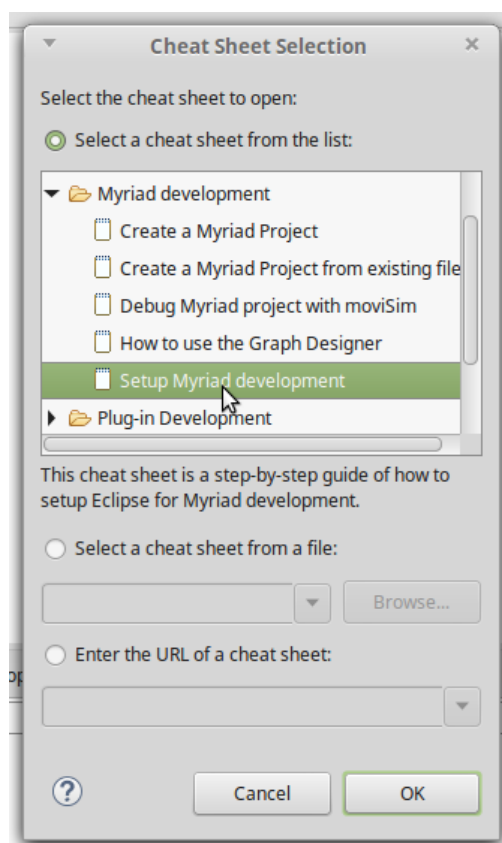 Cheat Sheet Selection
Select the cheat sheet to open:
Select a cheat sheet from the list:
Myriad development
Create a Myriad Project
Create a Myriad Project from existing file
Debug Myriad project with moviSim
How to use the Graph Designer
Setup Myriad development
Plug-in Development
This cheat sheet is a step-by-step guide of how to
setup Eclipse for Myriad development.
Select a cheat sheet from a file:
Browse...
Enter the URL of a cheat sheet:
Cancel
OK